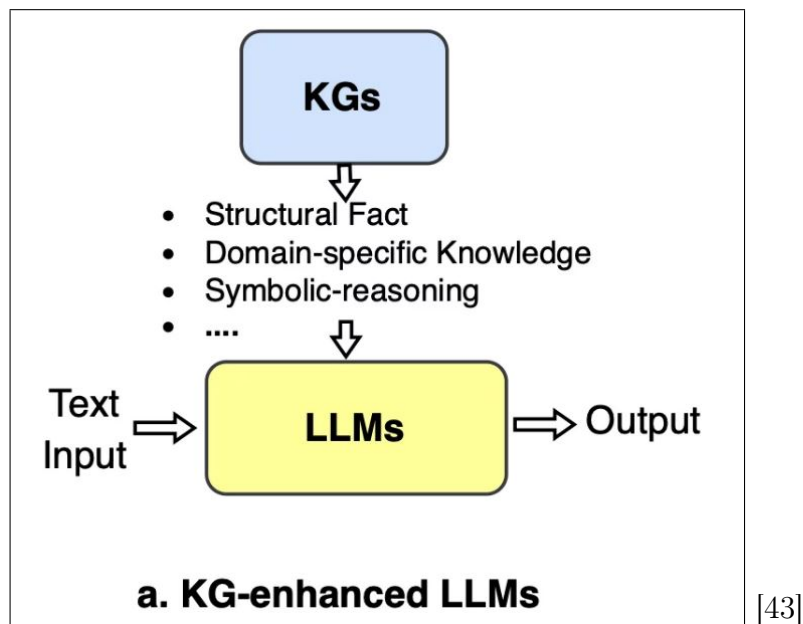 KGs
• Structural Fact
• Domain-specific Knowledge
• Symbolic-reasoning
• ....
Text
Input
LLMs
Output
a. KG-enhanced LLMs
[43]